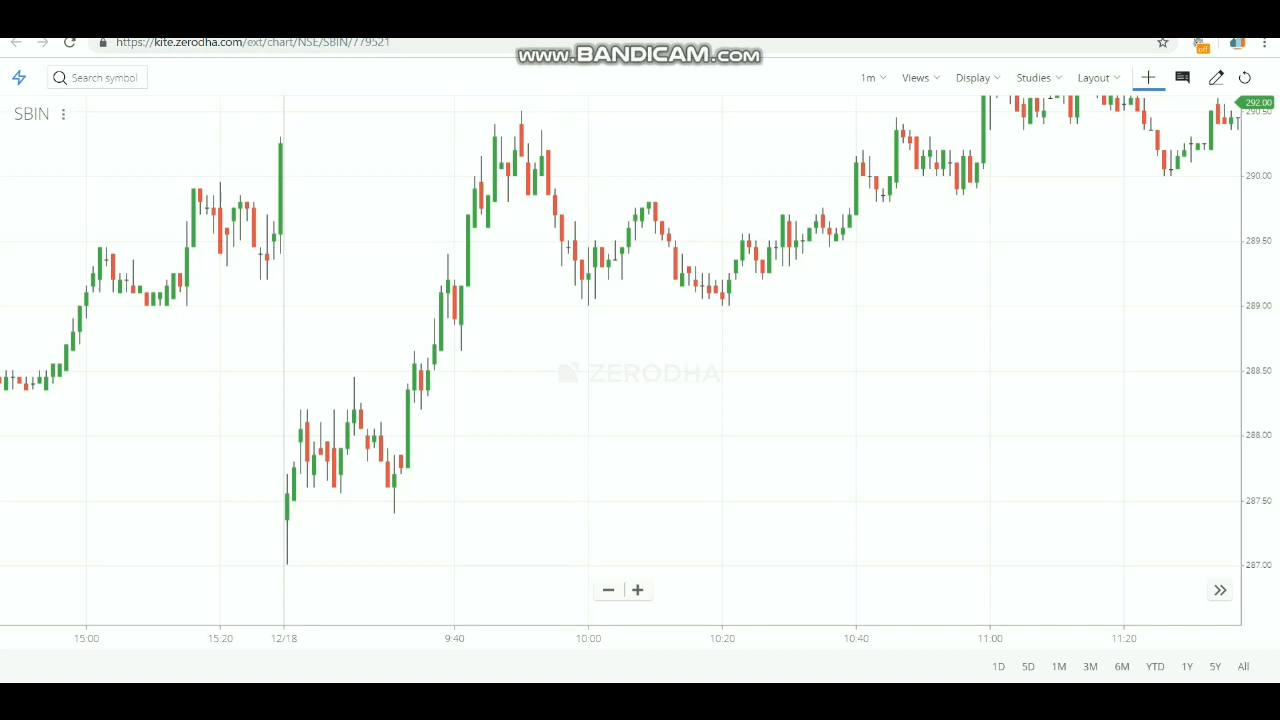 https://kite.zerodha.com/ext/chart/NSE/SBIN/779521
www.BANDICAM.com
off
Search symbol
1m Views Display Studies Layout
SBIN
292.00
290.50
290.00
289.50
289.00
288.50
288.00
287.50
287.00
ZERODHA
15:00 15:20 12/18 9:40 10:00 10:20 10:40 11:00 11:20
1D 5D 1M 3M 6M YTD 1Y 5Y All